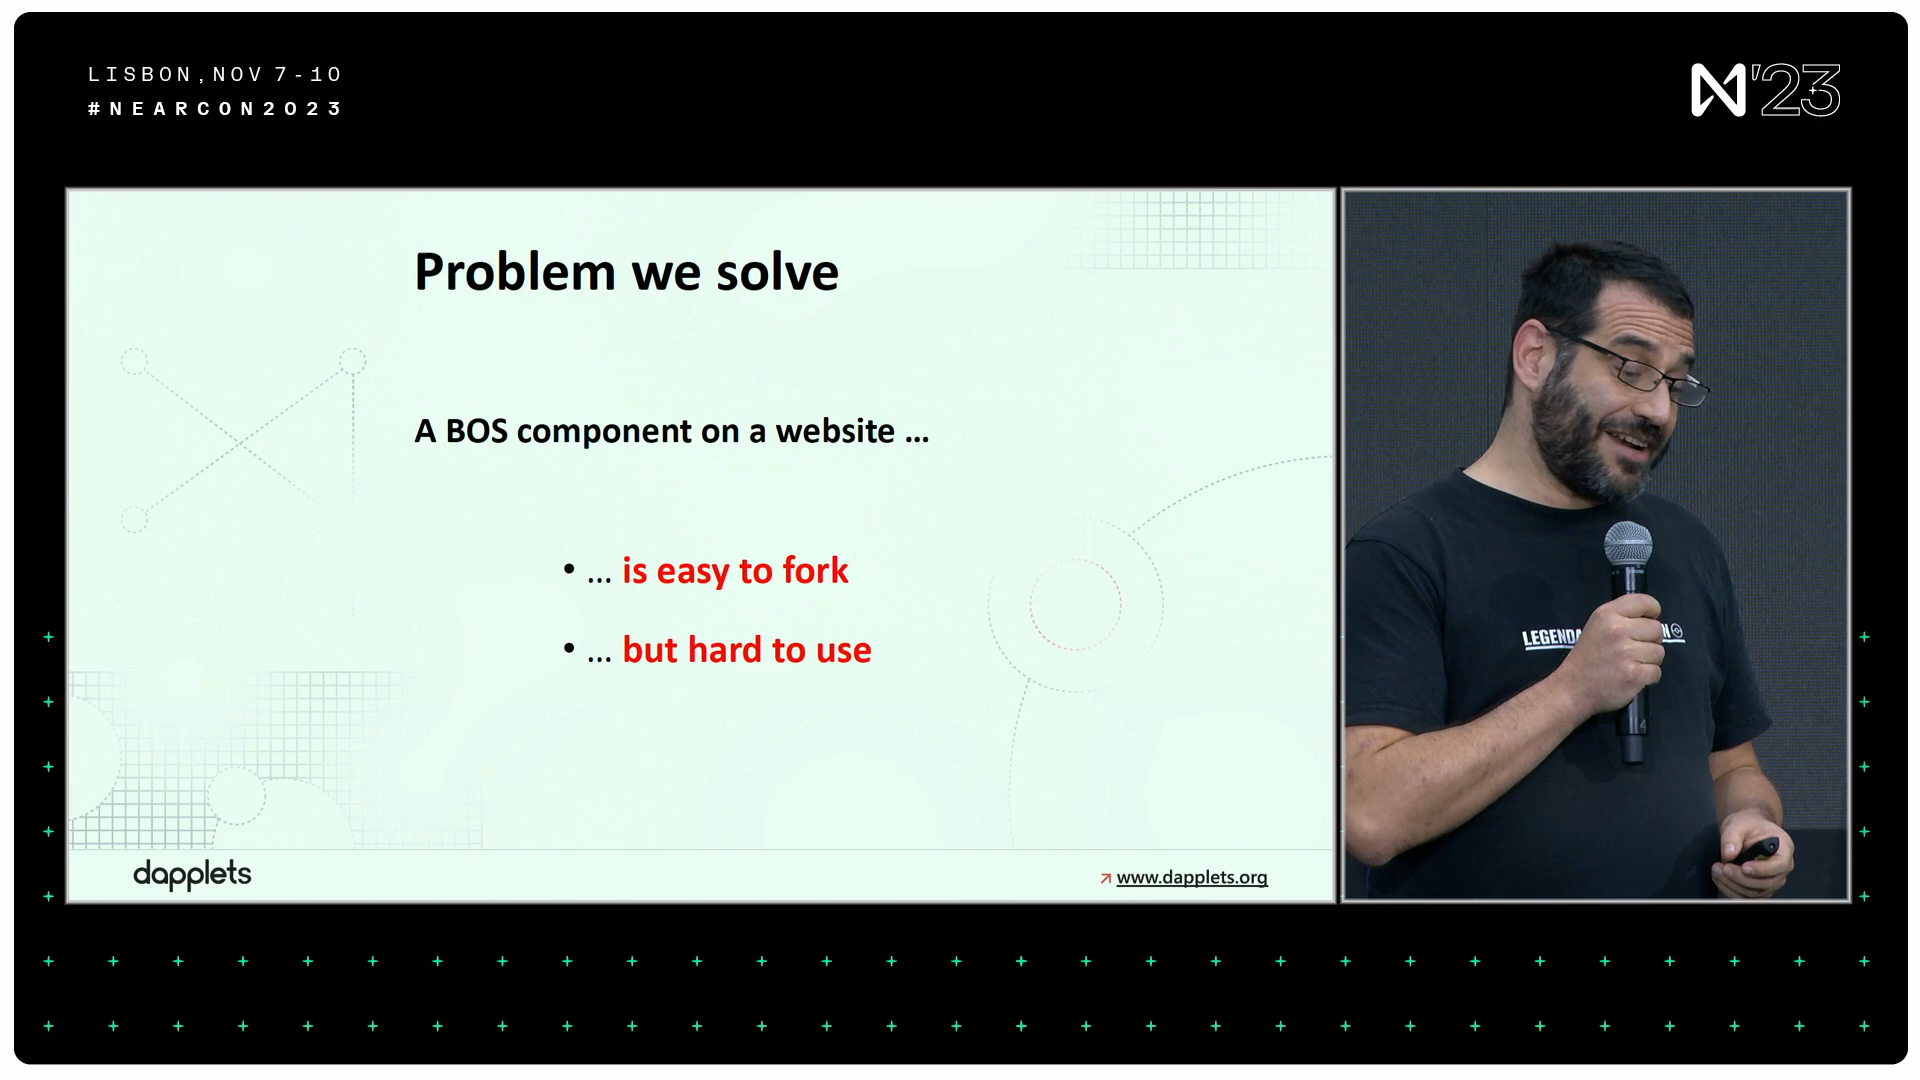 LISBON, NOV 7-10
#NEARCON2023
N'23
Problem we solve
A BOS component on a website ...
• ... is easy to fork
• ... but hard to use
dapplets
www.dapplets.org